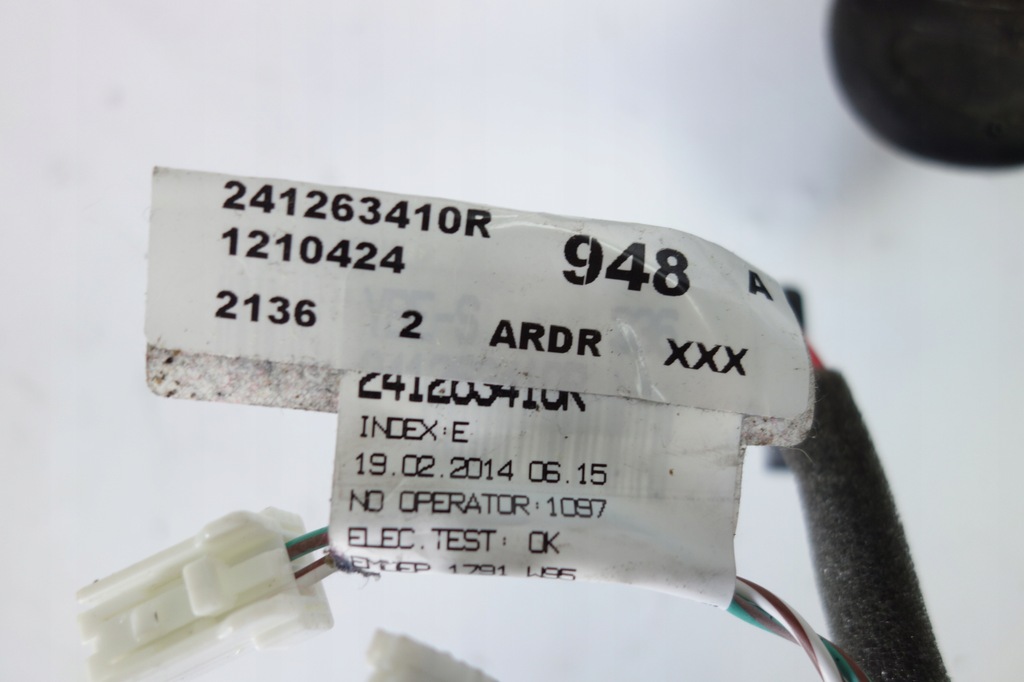 241263410R
1210424 948 A
2136 2 ARDR XXX
241263410R
INDEX:E
19.02.2014 06.15
NO OPERATOR:1097
ELEC.TEST: OK